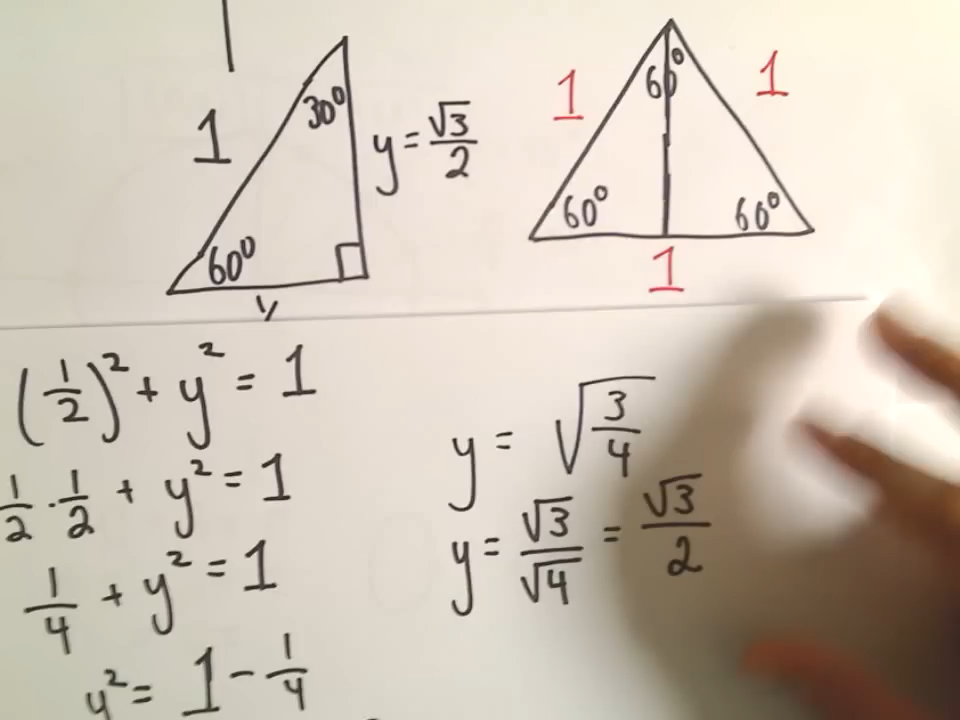 1
30°
y = √3/2
60°
1/
1
60°
1
60°
60°
1
(1/2)² + y² = 1
1/2 · 1/2 + y² = 1
1/4 + y² = 1
y² = 1 - 1/4
y = √(3/4)
y = √3/√4 = √3/2